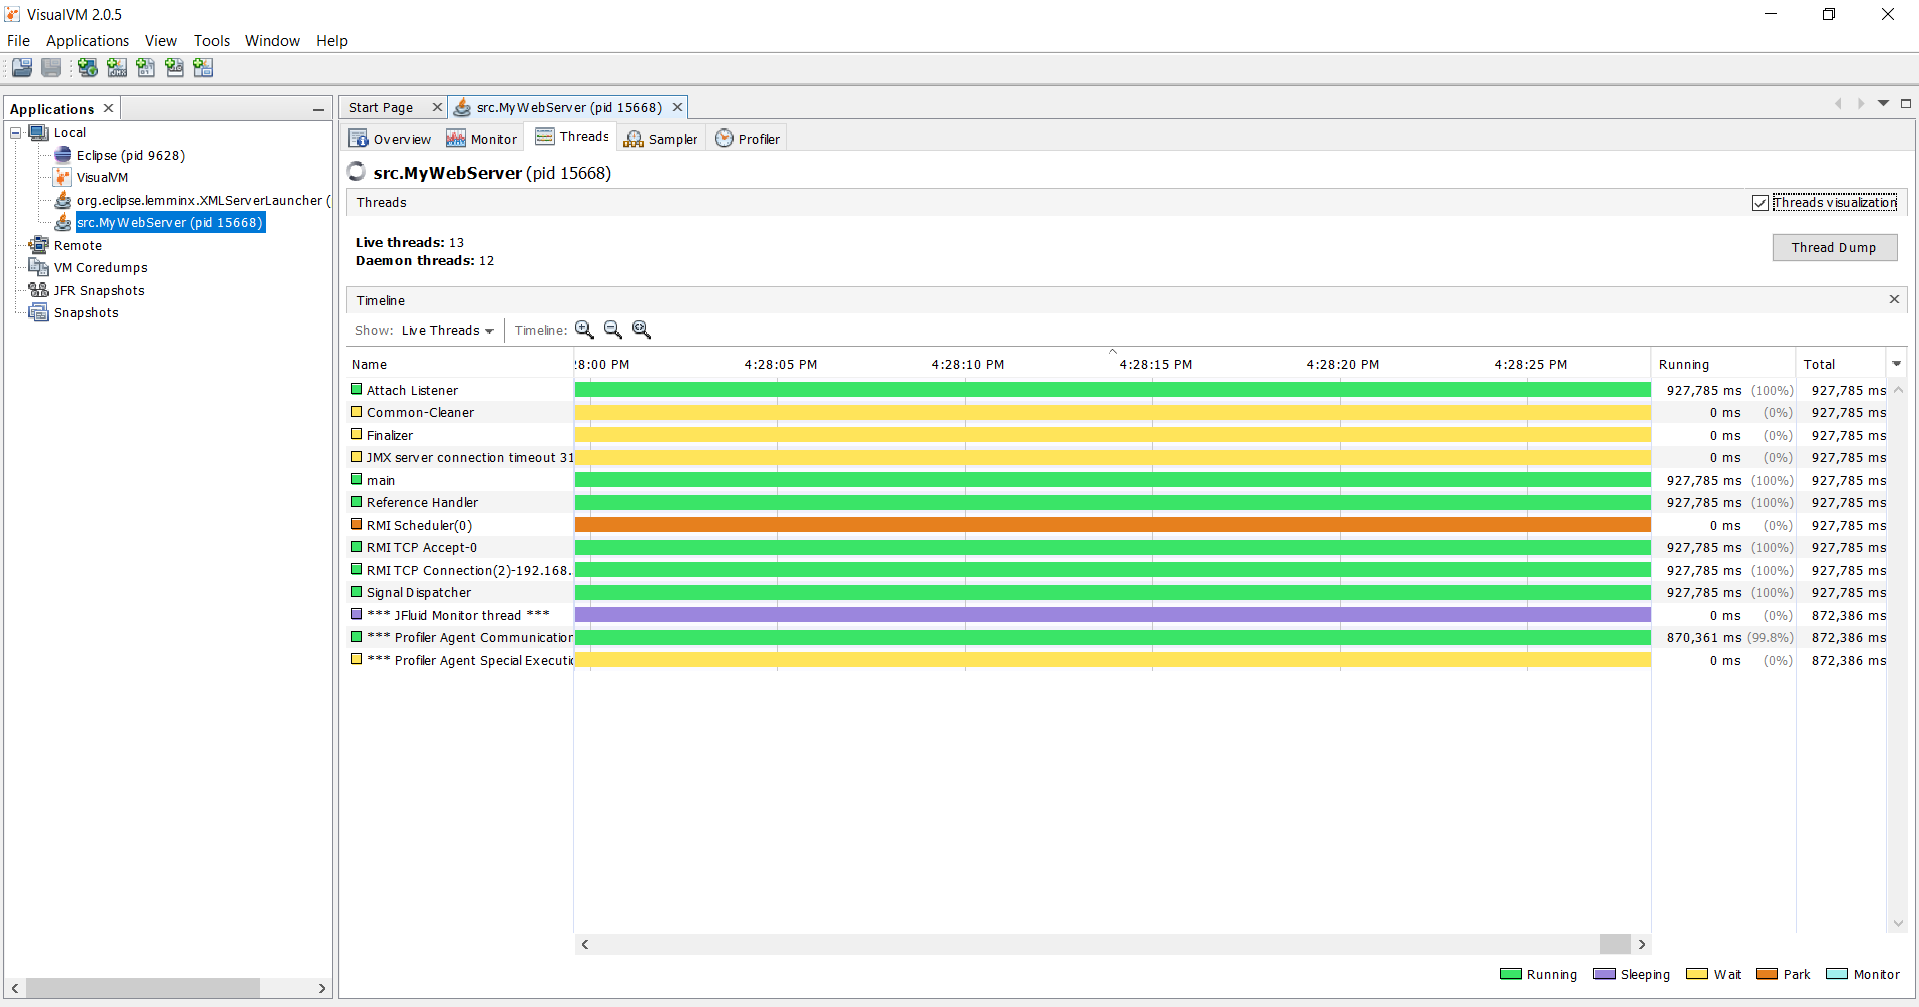 VisualVM 2.0.5
File Applications View Tools Window Help
Applications
Local
Eclipse (pid 9628)
VisualVM
org.eclipse.lemminx.XMLServerLauncher (
src.MyWebServer (pid 15668)
Remote
VM Coredumps
JFR Snapshots
Snapshots
Start Page src.MyWebServer (pid 15668)
Overview Monitor Threads Sampler Profiler
src.MyWebServer (pid 15668)
Threads Threads visualization
Live threads: 13
Daemon threads: 12
Thread Dump
Timeline
Show: Live Threads Timeline:
Name :28:00 PM 4:28:05 PM 4:28:10 PM 4:28:15 PM 4:28:20 PM 4:28:25 PM Running Total
Attach Listener 927,785 ms (100%) 927,785 ms
Common-Cleaner 0 ms (0%) 927,785 ms
Finalizer 0 ms (0%) 927,785 ms
JMX server connection timeout 31 0 ms (0%) 927,785 ms
main 927,785 ms (100%) 927,785 ms
Reference Handler 927,785 ms (100%) 927,785 ms
RMI Scheduler(0) 0 ms (0%) 927,785 ms
RMI TCP Accept-0 927,785 ms (100%) 927,785 ms
RMI TCP Connection(2)-192.168. 927,785 ms (100%) 927,785 ms
Signal Dispatcher 927,785 ms (100%) 927,785 ms
*** JFluid Monitor thread *** 0 ms (0%) 872,386 ms
*** Profiler Agent Communication 870,361 ms (99.8%) 872,386 ms
*** Profiler Agent Special Executio 0 ms (0%) 872,386 ms
Running Sleeping Wait Park Monitor